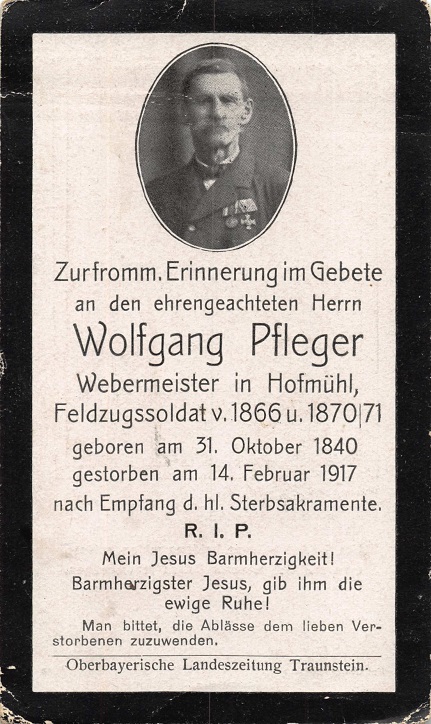 Zur fromm. Erinnerung im Gebete
an den ehrengeachteten Herrn
Wolfgang Pfleger
Webermeister in Hofmühl,
Feldzugssoldat v. 1866 u. 1870/71
geboren am 31. Oktober 1840
gestorben am 14. Februar 1917
nach Empfang d. hl. Sterbsakramente.
R. I. P.
Mein Jesus Barmherzigkeit!
Barmherzigster Jesus, gib ihm die
ewige Ruhe!
Man bittet, die Ablässe dem lieben Ver-
storbenen zuzuwenden.
Oberbayerische Landeszeitung Traunstein.